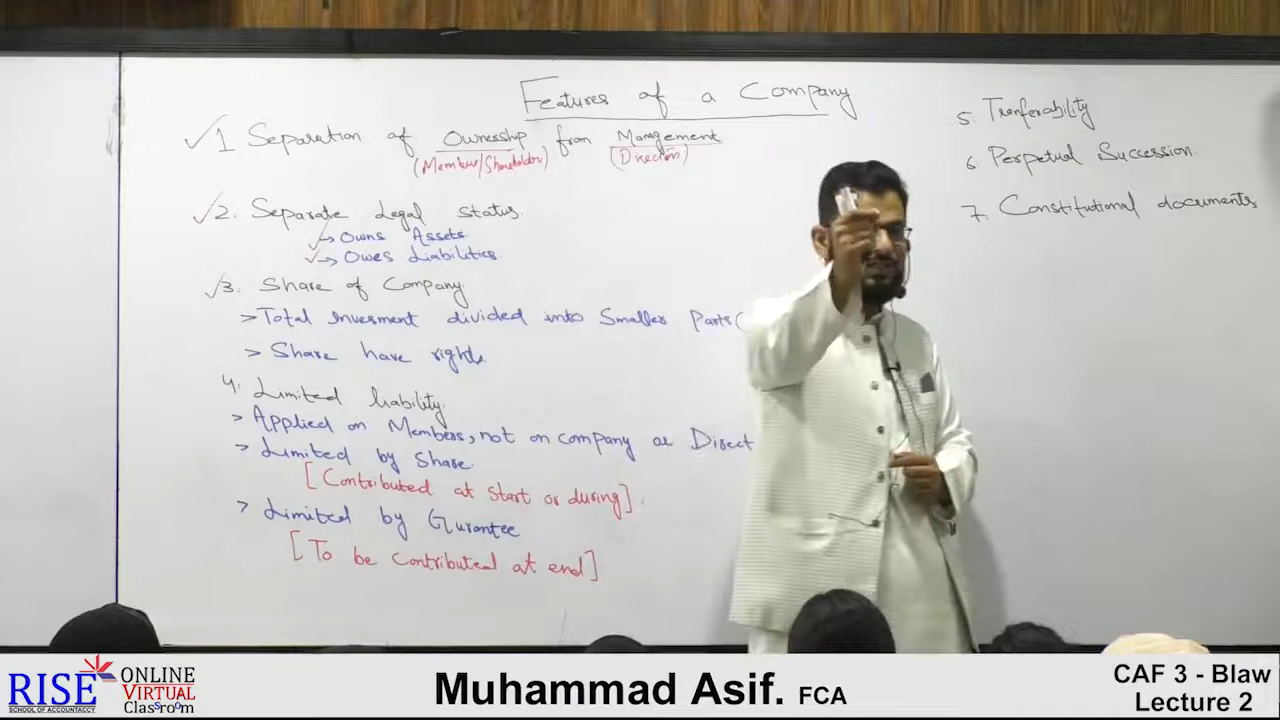 Features of a Company
✓1 Separation of Ownership from Management
(Members/Shareholder) (Directors)
✓2. Separate Legal Status
✓→ Owns Assets.
✓→ Owes Liabilities.
✓3. Share of Company
> Total Invesment divided into Smaller Parts (
> Share have rights
4. Limited liability
> Applied on Members, not on company or Direct
> Limited by Share
[Contributed at Start or during]
> Limited by Gurantee
[To be Contributed at end]
5. Tranferability
6 Perpetual Succession.
7. Constitutional documents
RISE
SCHOOL OF ACCOUNTACCY
ONLINE
VIRTUAL
Classroom
Muhammad Asif. FCA
CAF 3 - Blaw
Lecture 2